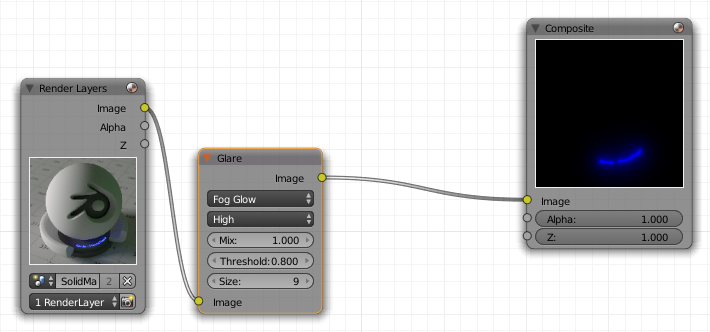 Render Layers
Image
Alpha
Z
SolidMa 2
1 RenderLayer
Glare
Image
Fog Glow
High
Mix: 1.000
Threshold:0.800
Size: 9
Image
Composite
Image
Alpha: 1.000
Z: 1.000